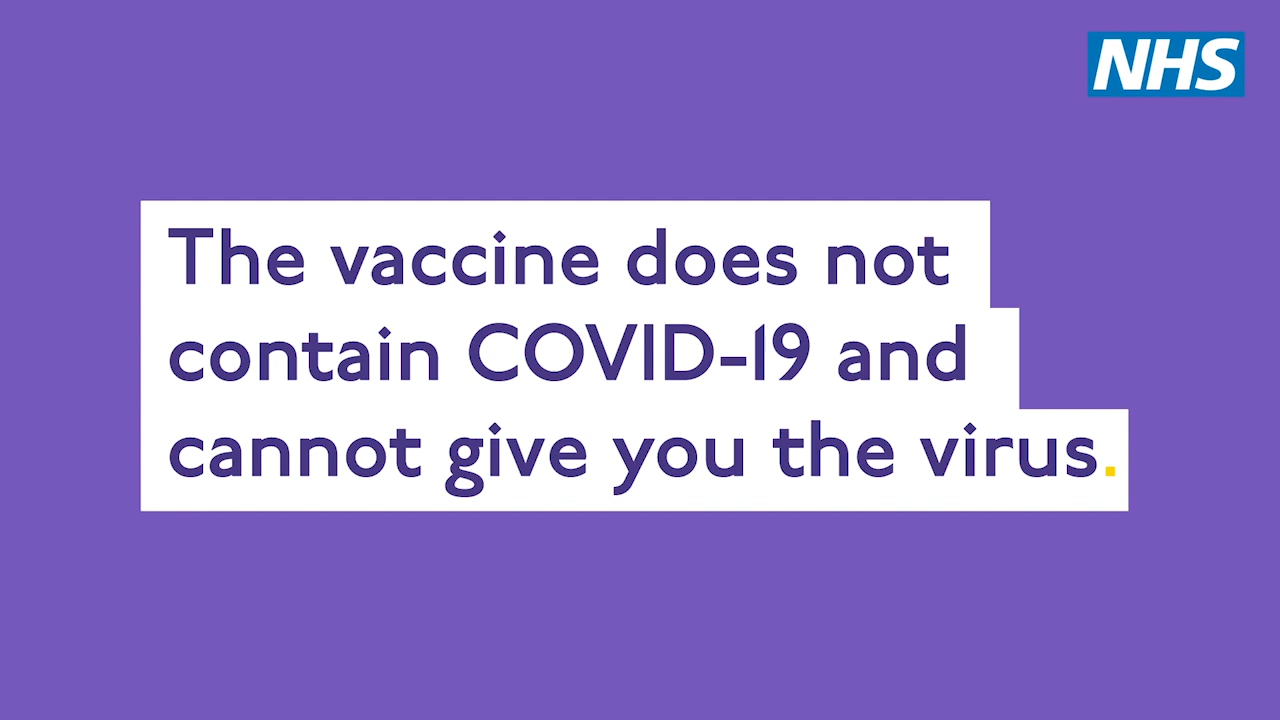 NHS
The vaccine does not
contain COVID-19 and
cannot give you the virus.